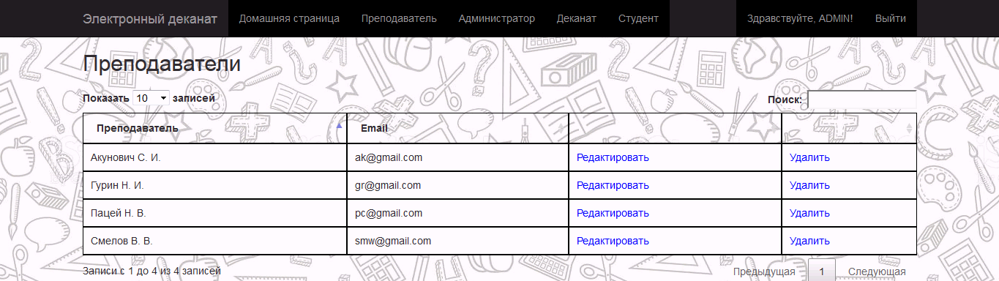 Электронный деканат Домашняя страница Преподаватель Администратор Деканат Студент Здравствуйте, ADMIN! Выйти
Преподаватели
Показать 10 записей Поиск:
Преподаватель Email
Акунович С. И. ak@gmail.com Редактировать Удалить
Гурин Н. И. gr@gmail.com Редактировать Удалить
Пацей Н. В. pc@gmail.com Редактировать Удалить
Смелов В. В. smw@gmail.com Редактировать Удалить
Записи с 1 до 4 из 4 записей Предыдущая 1 Следующая